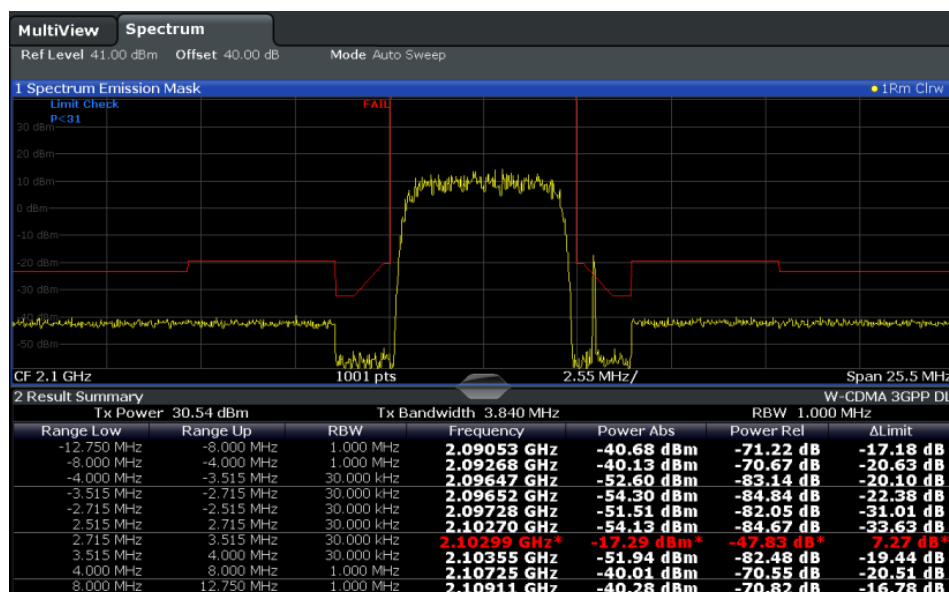 MultiView Spectrum
Ref Level 41.00 dBm Offset 40.00 dB Mode Auto Sweep
1 Spectrum Emission Mask 1Rm Clrw
Limit Check FAIL
P<31
30 dBm
20 dBm
10 dBm
0 dBm
-10 dBm
-20 dBm
-30 dBm
-40 dBm
-50 dBm
CF 2.1 GHz 1001 pts 2.55 MHz/ Span 25.5 MHz
2 Result Summary W-CDMA 3GPP DL
Tx Power 30.54 dBm Tx Bandwidth 3.840 MHz RBW 1.000 MHz
Range Low Range Up RBW Frequency Power Abs Power Rel ΔLimit
-12.750 MHz -8.000 MHz 1.000 MHz 2.09053 GHz -40.68 dBm -71.22 dB -17.18 dB
-8.000 MHz -4.000 MHz 1.000 MHz 2.09268 GHz -40.13 dBm -70.67 dB -20.63 dB
-4.000 MHz -3.515 MHz 30.000 kHz 2.09647 GHz -52.60 dBm -83.14 dB -20.10 dB
-3.515 MHz -2.715 MHz 30.000 kHz 2.09652 GHz -54.30 dBm -84.84 dB -22.38 dB
-2.715 MHz -2.515 MHz 30.000 kHz 2.09728 GHz -51.51 dBm -82.05 dB -31.01 dB
2.515 MHz 2.715 MHz 30.000 kHz 2.10270 GHz -54.13 dBm -84.67 dB -33.63 dB
2.715 MHz 3.515 MHz 30.000 kHz 2.10299 GHz* -17.29 dBm* -47.83 dB* 7.27 dB*
3.515 MHz 4.000 MHz 30.000 kHz 2.10355 GHz -51.94 dBm -82.48 dB -19.44 dB
4.000 MHz 8.000 MHz 1.000 MHz 2.10725 GHz -40.01 dBm -70.55 dB -20.51 dB
8.000 MHz 12.750 MHz 1.000 MHz 2.10911 GHz -40.28 dBm -70.82 dB -16.78 dB